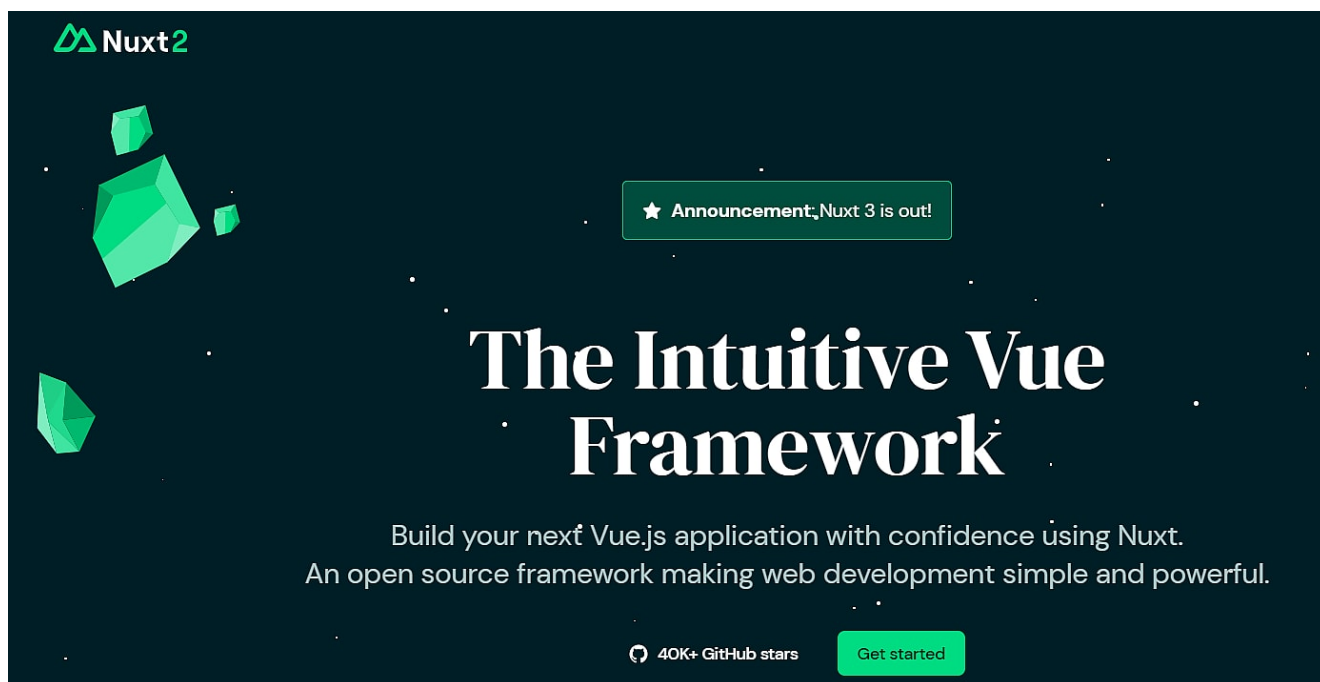 Nuxt2
Announcement: Nuxt 3 is out!
The Intuitive Vue
Framework
Build your next Vue.js application with confidence using Nuxt.
An open source framework making web development simple and powerful.
40K+ GitHub stars
Get started